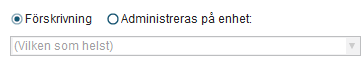 Förskrivning Administreras på enhet:
(Vilken som helst)